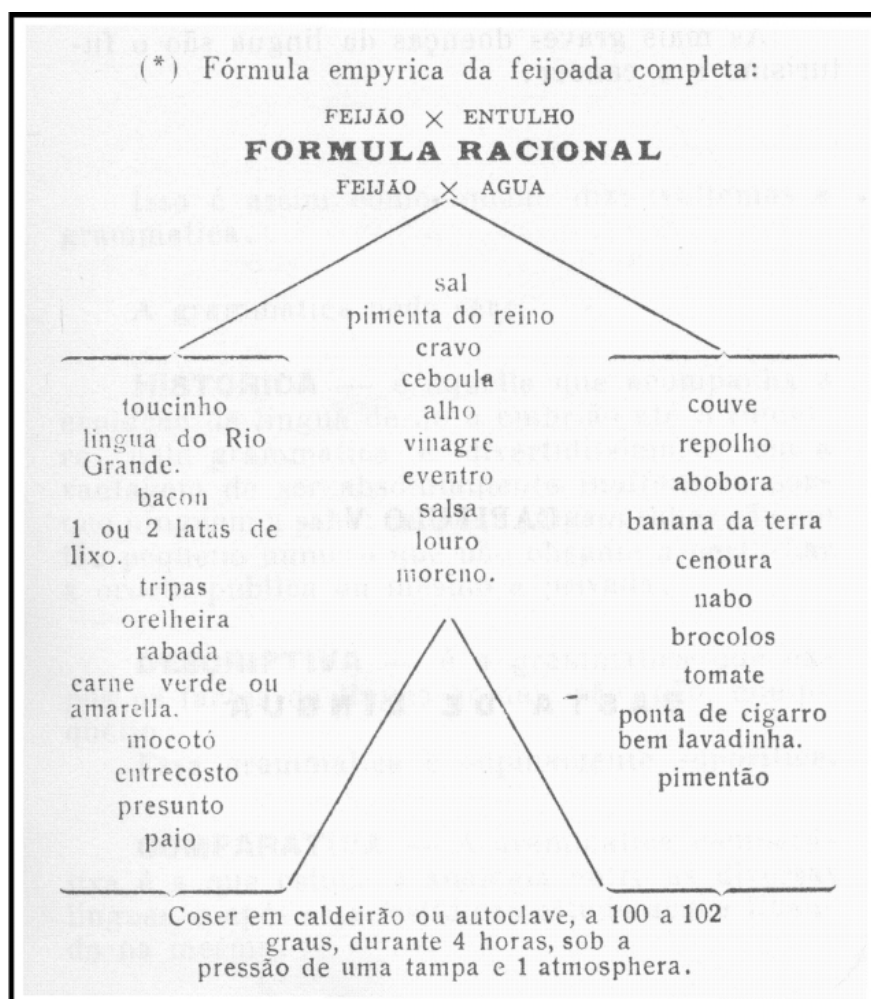 (*) Fórmula empyrica da feijoada completa:
FEIJÃO × ENTULHO
FORMULA RACIONAL
FEIJÃO × AGUA
sal
pimenta do reino
cravo
ceboula
alho
vinagre
eventro
salsa
louro
moreno.
toucinho
lingua do Rio
Grande.
bacon
1 ou 2 latas de
lixo.
tripas
orelheira
rabada
carne verde ou
amarella.
mocotó
entrecosto
presunto
paio
couve
repolho
abobora
banana da terra
cenoura
nabo
brocolos
tomate
ponta de cigarro
bem lavadinha.
pimentão
Coser em caldeirão ou autoclave, a 100 a 102
graus, durante 4 horas, sob a
pressão de uma tampa e 1 atmosphera.